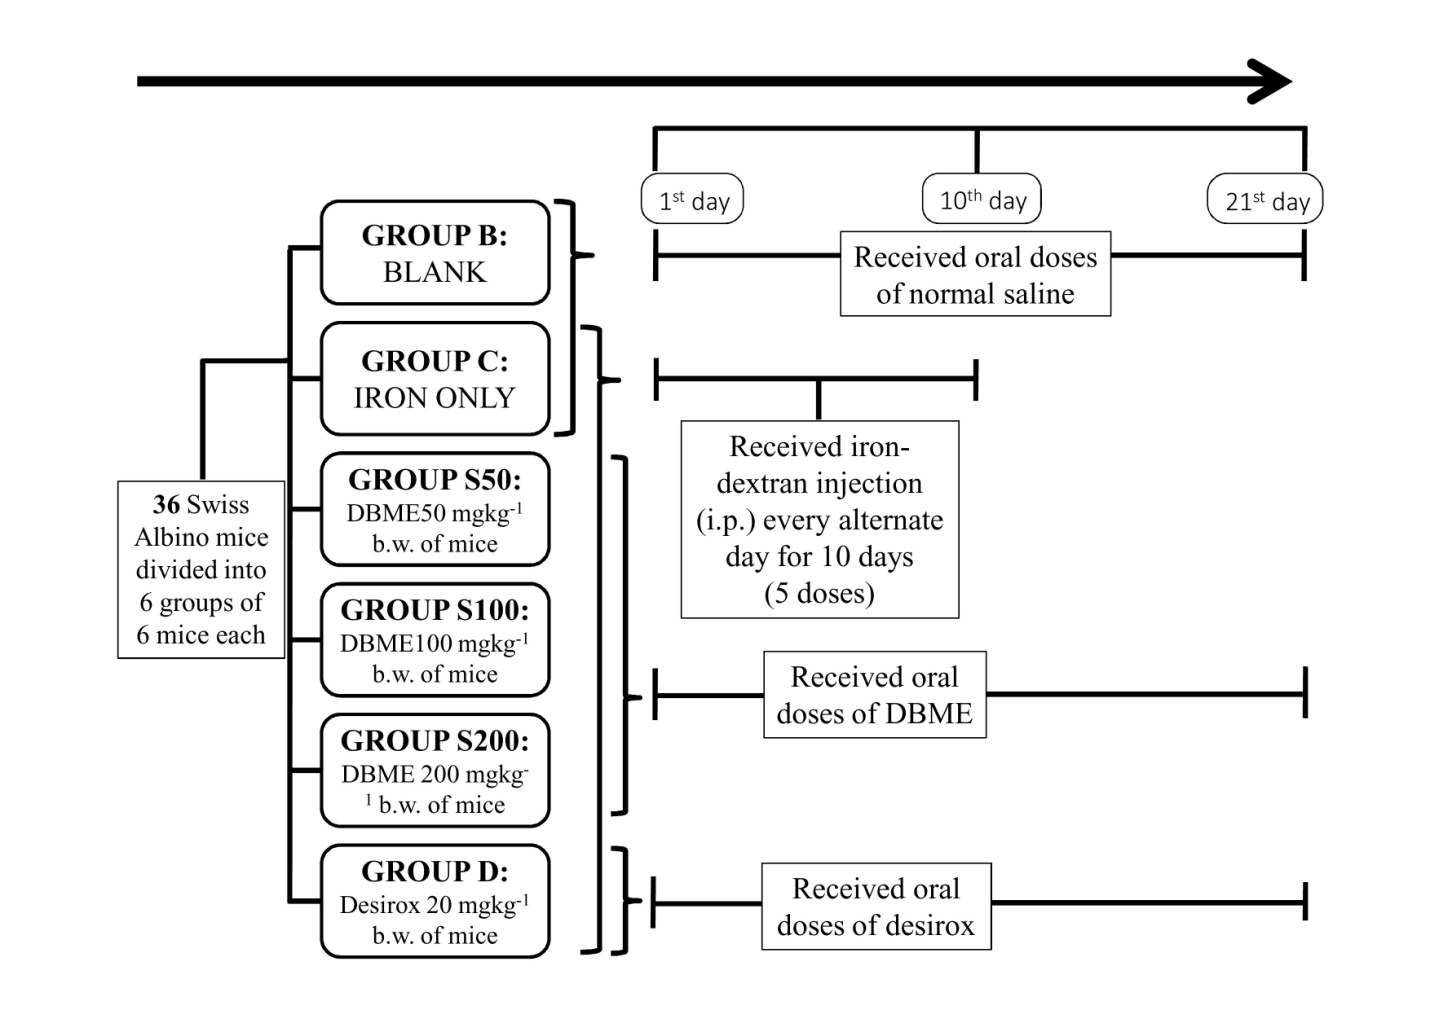 1st day
10th day
21st day
GROUP B:
BLANK
Received oral doses
of normal saline
GROUP C:
IRON ONLY
Received iron-
dextran injection
(i.p.) every alternate
day for 10 days
(5 doses)
36 Swiss
Albino mice
divided into
6 groups of
6 mice each
GROUP S50:
DBME50 mgkg-1
b.w. of mice
GROUP S100:
DBME100 mgkg-1
b.w. of mice
GROUP S200:
DBME 200 mgkg-
1 b.w. of mice
Received oral
doses of DBME
GROUP D:
Desirox 20 mgkg-1
b.w. of mice
Received oral
doses of desirox